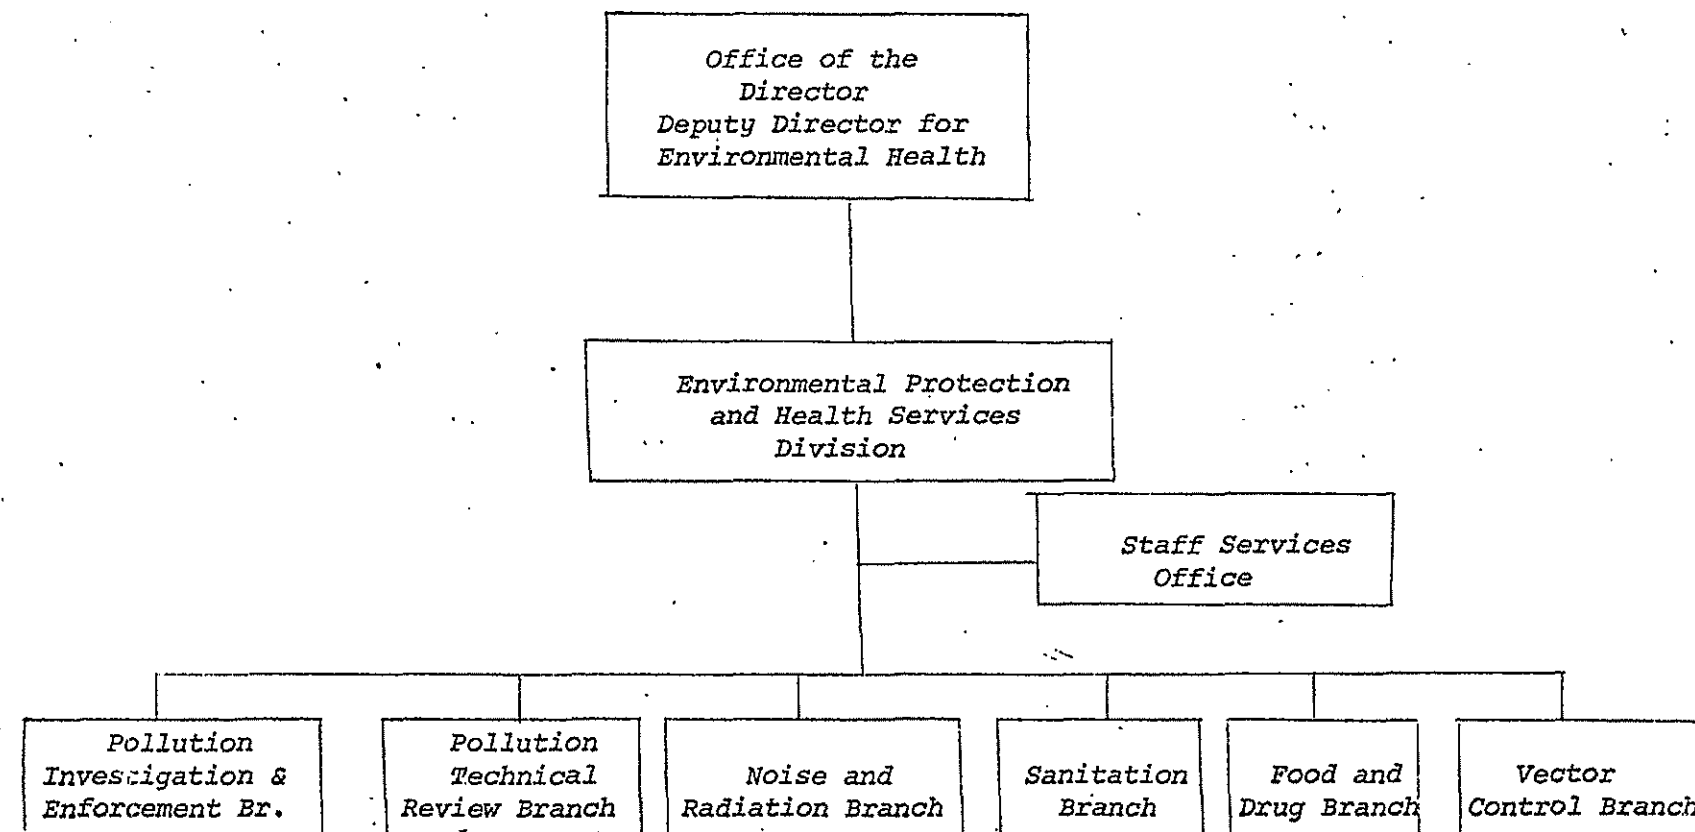 Office of the
Director
Deputy Director for
Environmental Health
Environmental Protection
and Health Services
Division
Staff Services
Office
Pollution
Investigation &
Enforcement Br.
Pollution
Technical
Review Branch
Noise and
Radiation Branch
Sanitation
Branch
Food and
Drug Branch
Vector
Control Branch